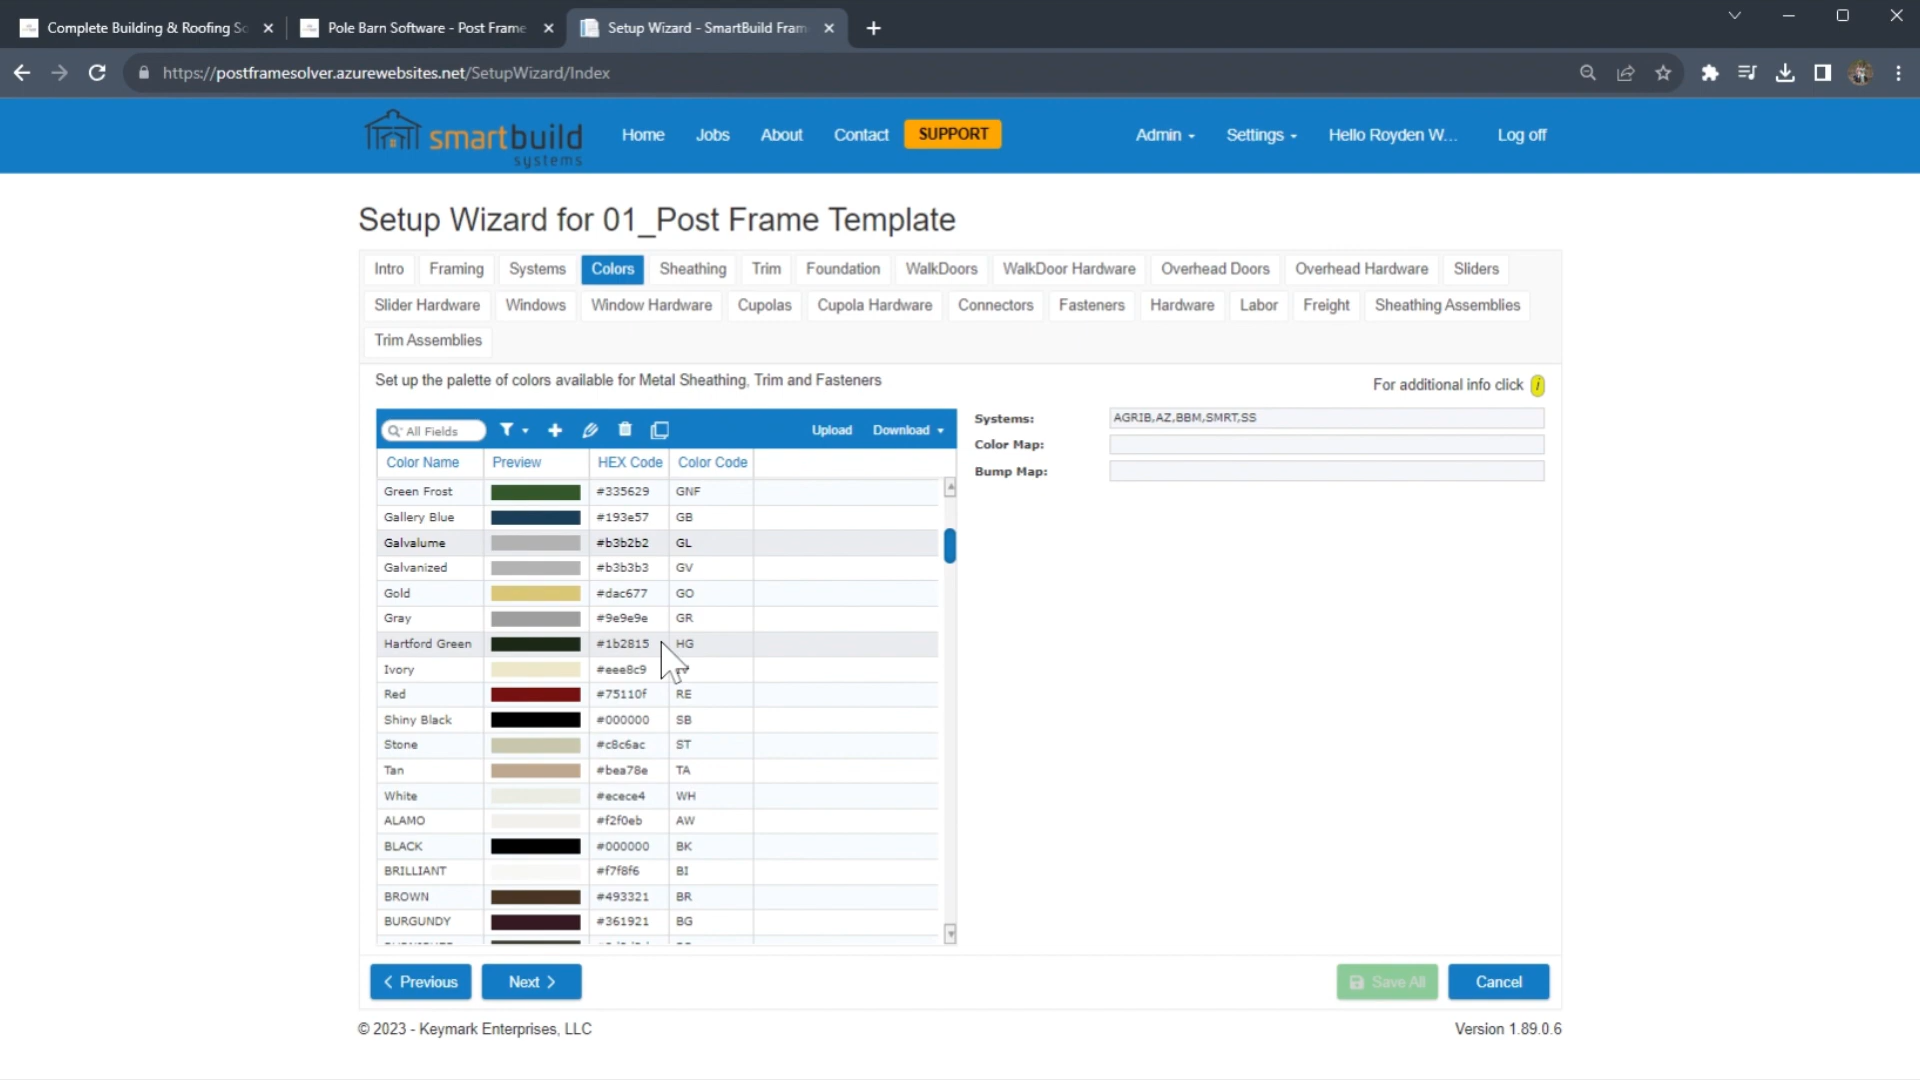 Complete Building & Roofing So
Pole Barn Software - Post Frame
Setup Wizard - SmartBuild Fram
https://postframesolver.azurewebsites.net/SetupWizard/Index
smartbuild
systems
Home
Jobs
About
Contact
SUPPORT
Admin
Settings
Hello Royden W...
Log off
Setup Wizard for 01_Post Frame Template
Intro Framing Systems Colors Sheathing Trim Foundation WalkDoors WalkDoor Hardware Overhead Doors Overhead Hardware Sliders
Slider Hardware Windows Window Hardware Cupolas Cupola Hardware Connectors Fasteners Hardware Labor Freight Sheathing Assemblies
Trim Assemblies
Set up the palette of colors available for Metal Sheathing, Trim and Fasteners
For additional info click i
All Fields
Upload
Download
Color Name Preview HEX Code Color Code
Green Frost #335629 GNF
Gallery Blue #193e57 GB
Galvalume #b3b2b2 GL
Galvanized #b3b3b3 GV
Gold #dac677 GO
Gray #9e9e9e GR
Hartford Green #1b2815 HG
Ivory #eee8c9
Red #75110f RE
Shiny Black #000000 SB
Stone #c8c6ac ST
Tan #bea78e TA
White #ecece4 WH
ALAMO #f2f0eb AW
BLACK #000000 BK
BRILLIANT #f7f8f6 BI
BROWN #493321 BR
BURGUNDY #361921 BG
Systems: AGRIB,AZ,BBM,SMRT,SS
Color Map:
Bump Map:
Previous
Next
Save All
Cancel
© 2023 - Keymark Enterprises, LLC
Version 1.89.0.6